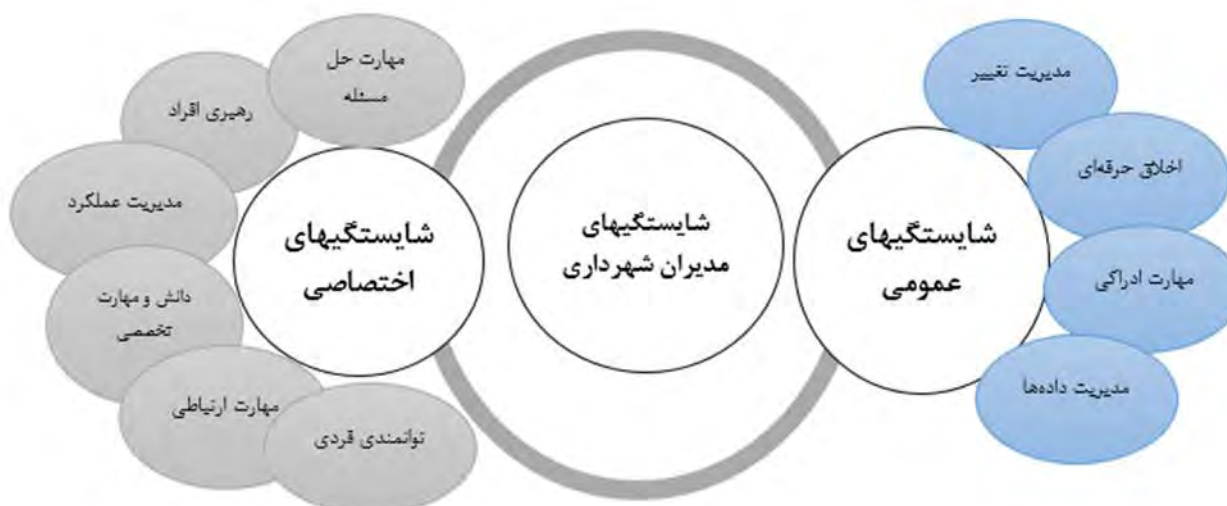 مدیریت تغییر
اخلاق حرفه‌ای
مهارت ادراکی
مدیریت داده‌ها
شایستگیهای
عمومی
شایستگیهای
مدیران شهرداری
شایستگیهای
اختصاصی
مهارت حل
مسئله
رهبری افراد
مدیریت عملکرد
دانش و مهارت
تخصصی
مهارت ارتباطی
توانمندی فردی